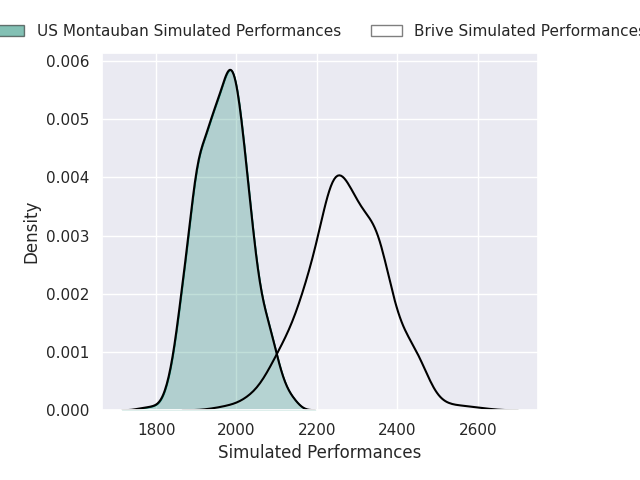 US Montauban Simulated Performances Brive Simulated Performances
0.006
0.005
0.004
0.003
0.002
0.001
0.000
Density
1800 2000 2200 2400 2600
Simulated Performances